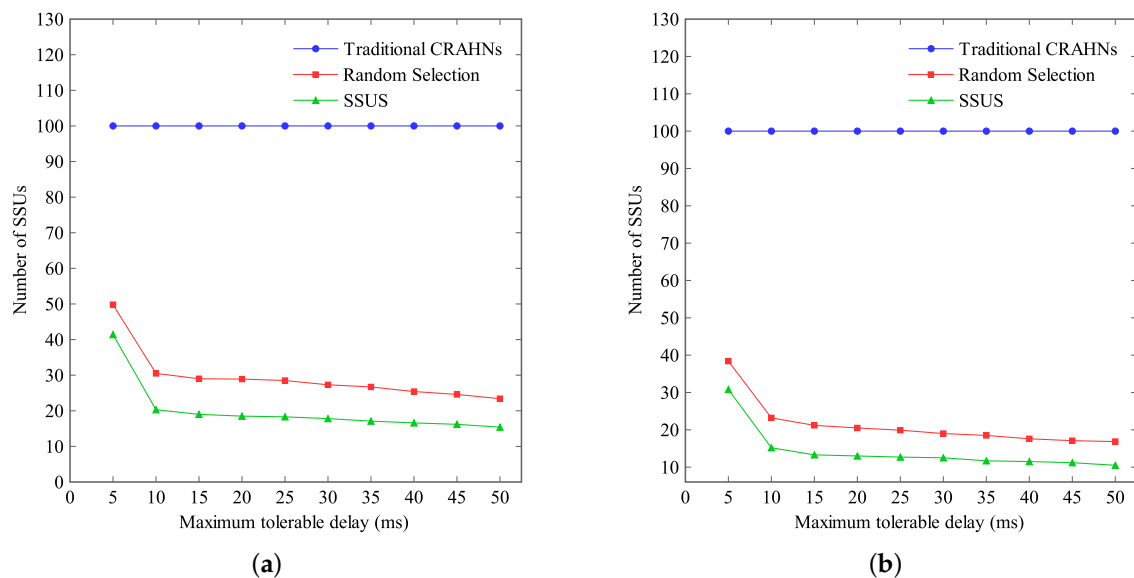 130
120
110
100
90
80
70
60
50
40
30
20
10
0
Number of SSUs
Traditional CRAHNs
Random Selection
SSUS
0 5 10 15 20 25 30 35 40 45 50
Maximum tolerable delay (ms)
(a)
130
120
110
100
90
80
70
60
50
40
30
20
10
Number of SSUs
Traditional CRAHNs
Random Selection
SSUS
0 5 10 15 20 25 30 35 40 45 50
Maximum tolerable delay (ms)
(b)